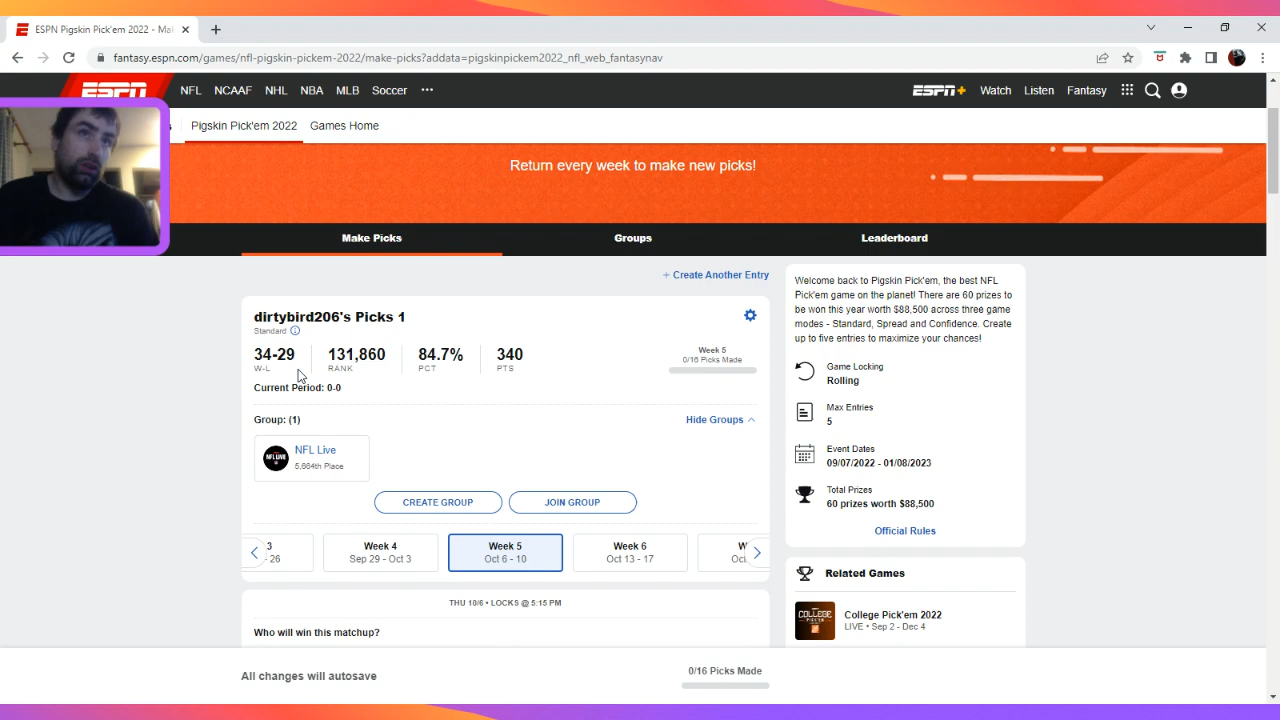 ESPN Pigskin Pick'em 2022 - Mal
fantasy.espn.com/games/nfl-pigskin-pickem-2022/make-picks?addata=pigskinpickem2022_nfl_web_fantasynav
ESPN NFL NCAAF NHL NBA MLB Soccer ESPN+ Watch Listen Fantasy
Pigskin Pick'em 2022 Games Home
Return every week to make new picks!
Make Picks Groups Leaderboard
+ Create Another Entry
dirtybird206's Picks 1
Standard
34-29 131,860 84.7% 340
W-L RANK PCT PTS
Week 5
0/16 Picks Made
Current Period: 0-0
Group: (1) Hide Groups
NFL LIVE
NFL Live
5,664th Place
CREATE GROUP JOIN GROUP
3 Week 4 Week 5 Week 6 W
- 26 Sep 29 - Oct 3 Oct 6 - 10 Oct 13 - 17 Oc
THU 10/6 • LOCKS @ 5:15 PM
Who will win this matchup?
Welcome back to Pigskin Pick'em, the best NFL
Pick'em game on the planet! There are 60 prizes to
be won this year worth $88,500 across three game
modes - Standard, Spread and Confidence. Create
up to five entries to maximize your chances!
Game Locking
Rolling
Max Entries
5
Event Dates
09/07/2022 - 01/08/2023
Total Prizes
60 prizes worth $88,500
Official Rules
Related Games
COLLEGE
College Pick'em 2022
LIVE • Sep 2 - Dec 4
All changes will autosave
0/16 Picks Made